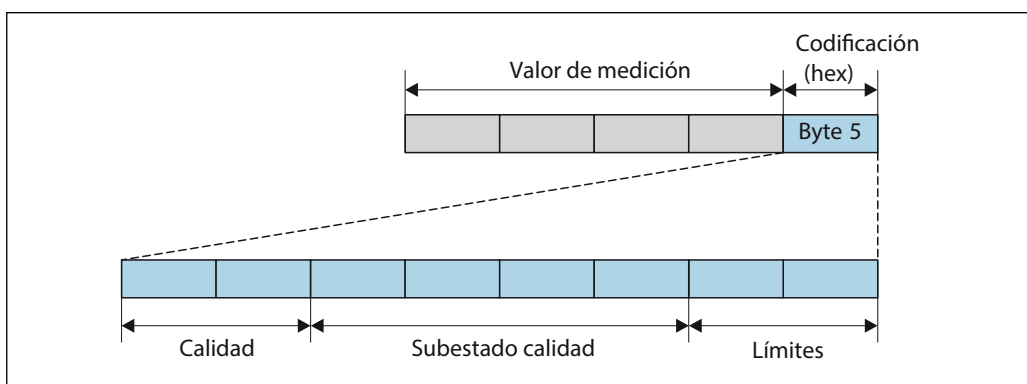 Codificación
Valor de medición
(hex)
Byte 5
Calidad
Subestado calidad
Límites